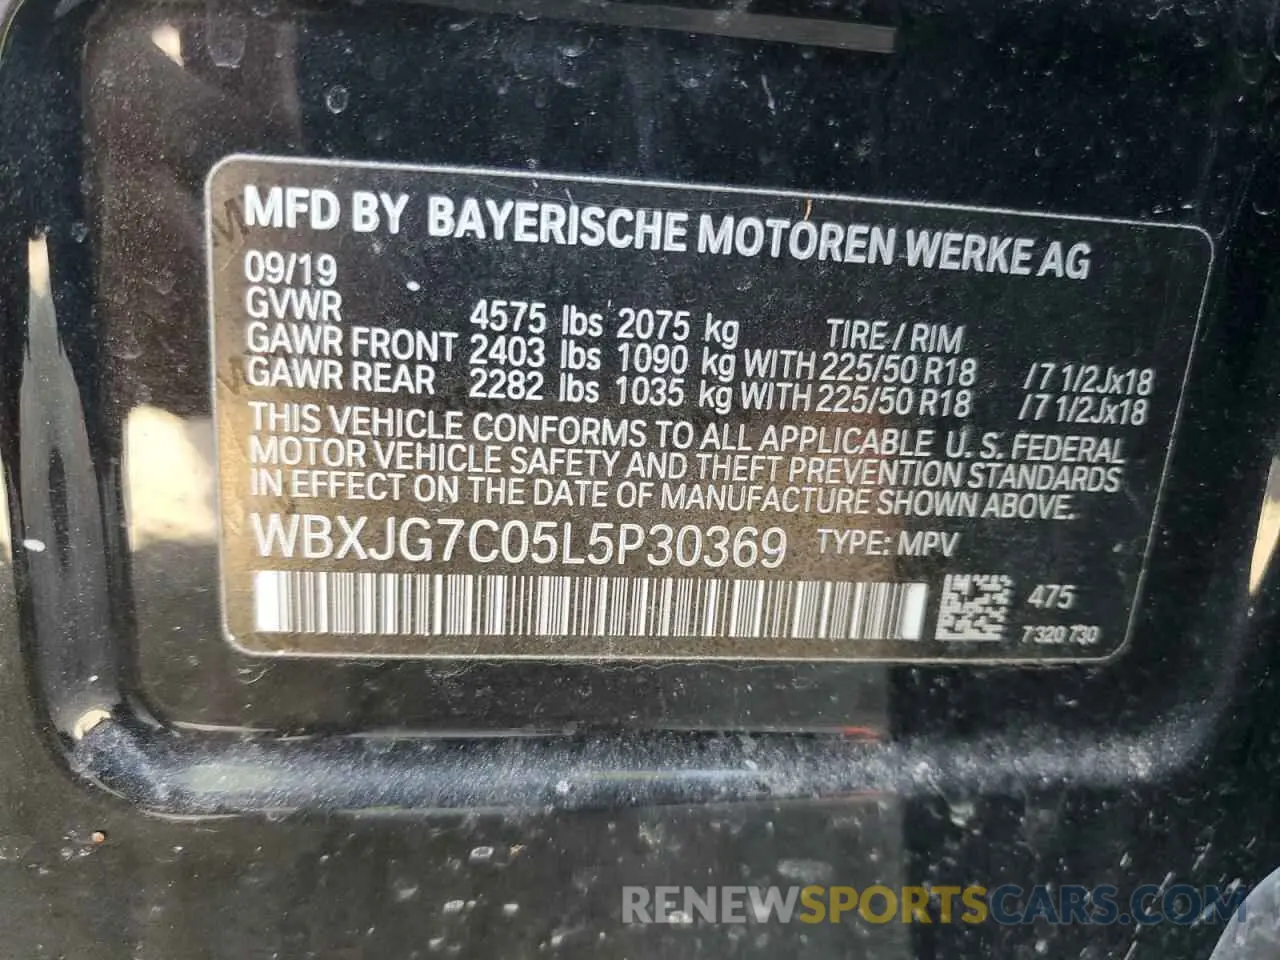 MFD BY BAYERISCHE MOTOREN WERKE AG
09/19
GVWR 4575 lbs 2075 kg TIRE / RIM
GAWR FRONT 2403 lbs 1090 kg WITH 225/50 R18 / 7 1/2Jx18
GAWR REAR 2282 lbs 1035 kg WITH 225/50 R18 / 7 1/2Jx18
THIS VEHICLE CONFORMS TO ALL APPLICABLE U. S. FEDERAL
MOTOR VEHICLE SAFETY AND THEFT PREVENTION STANDARDS
IN EFFECT ON THE DATE OF MANUFACTURE SHOWN ABOVE.
WBXJG7C05L5P30369 TYPE: MPV
475
7 320 730
RENEWSPORTSCARS.COM